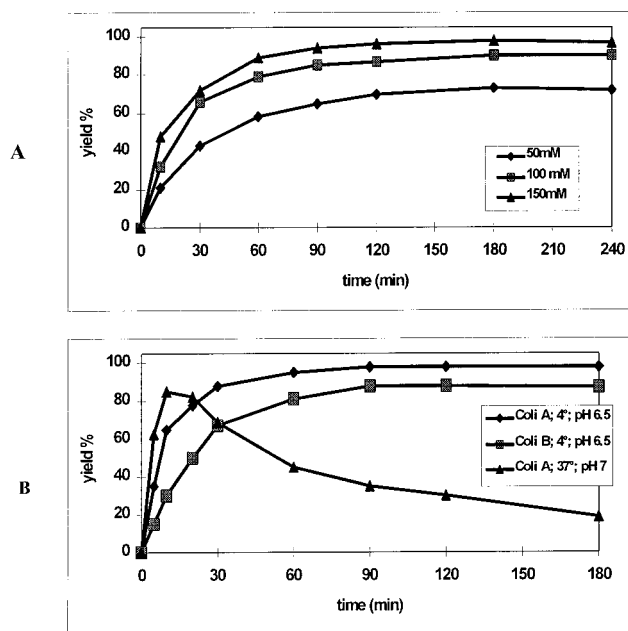 A
yield %
100
80
60
40
20
0
50mM
100 mM
150mM
0 30 60 90 120 150 180 210 240
time (min)
B
yield %
100
80
60
40
20
0
Coli A; 4°; pH 6.5
Coli B; 4°; pH 6.5
Coli A; 37°; pH 7
0 30 60 90 120 150 180
time (min)